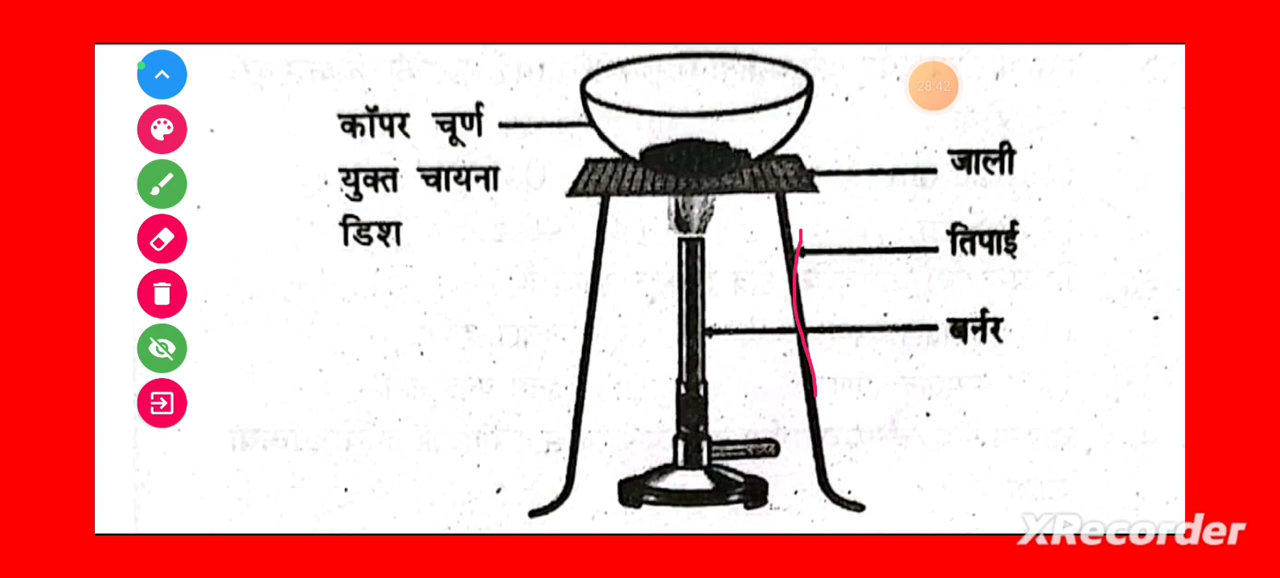 28:42
कॉपर चूर्ण
युक्त चायना
डिश
जाली
तिपाई
बर्नर
XRecorder